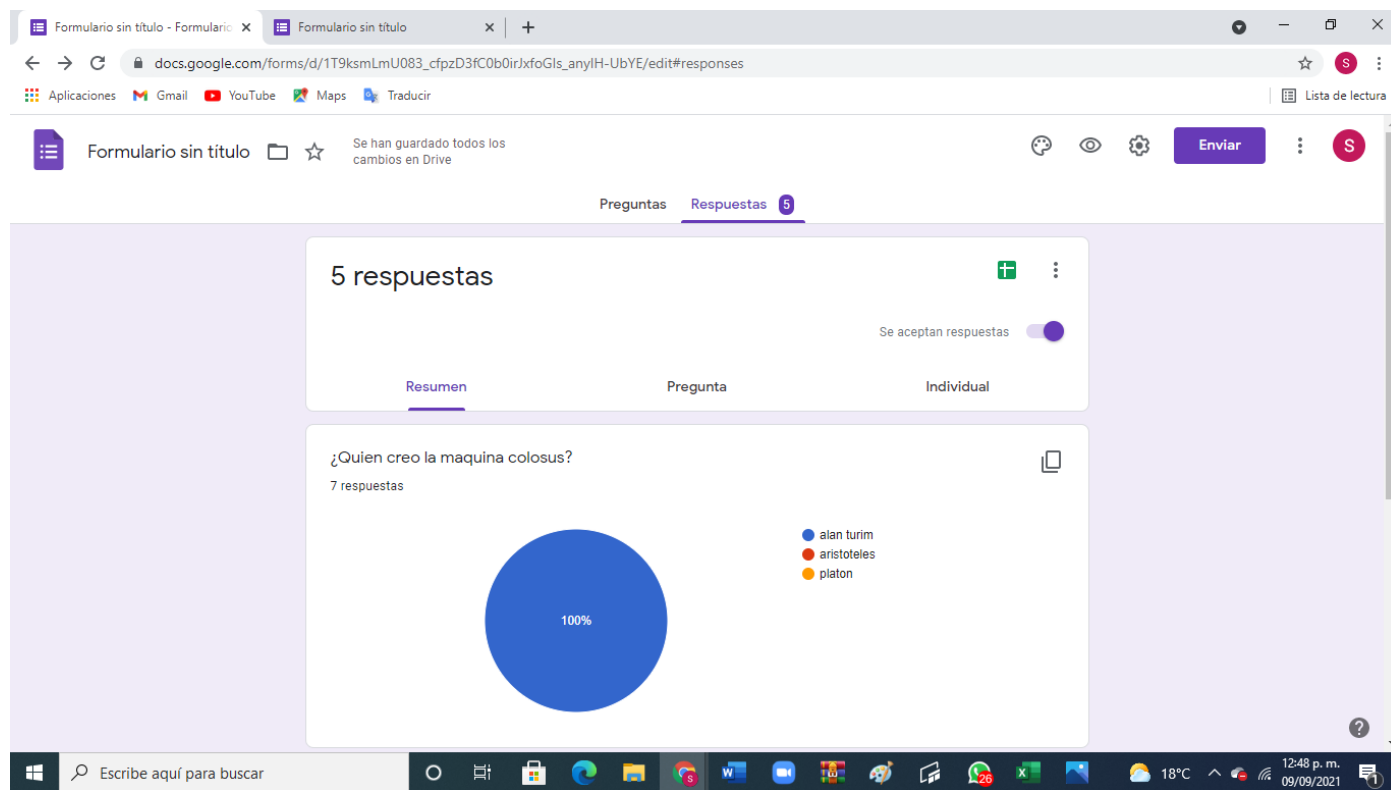 Formulario sin título - Formulario
Formulario sin título
docs.google.com/forms/d/1T9ksmLmU083_cfpzD3fC0b0irJxfoGIs_anyIH-UbYE/edit#responses
S
Aplicaciones
Gmail
YouTube
Maps
Traducir
Lista de lectura
Formulario sin título
Se han guardado todos los
cambios en Drive
Enviar
S
Preguntas
Respuestas 5
5 respuestas
Se aceptan respuestas
Resumen
Pregunta
Individual
¿Quien creo la maquina colosus?
7 respuestas
alan turim
aristoteles
platon
100%
Escribe aquí para buscar
26
18°C
12:48 p. m.
09/09/2021
1